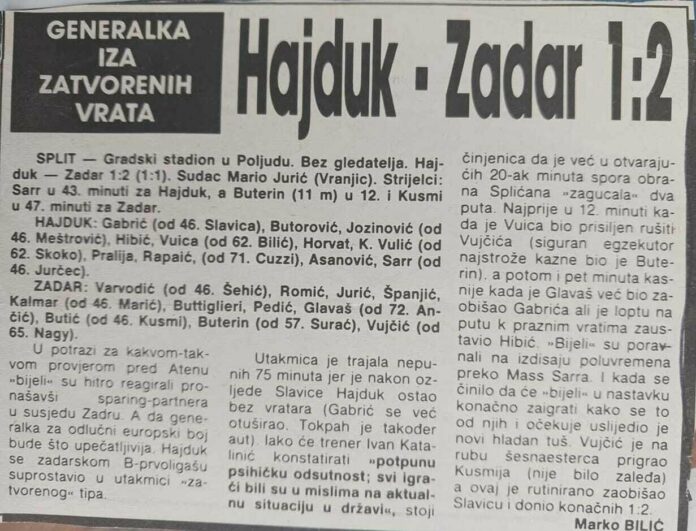 GENERALKA
IZA
ZATVORENIH
VRATA
Hajduk - Zadar 1:2
SPLIT — Gradski stadion u Poljudu. Bez gledatelja. Haj-
duk — Zadar 1:2 (1:1). Sudac Mario Jurić (Vranjic). Strijelci:
Sarr u 43. minuti za Hajduk, a Buterin (11 m) u 12. i Kusmi
u 47. minuti za Zadar.
HAJDUK: Gabrić (od 46. Slavica), Butorović, Jozinović (od
46. Meštrović), Hibić, Vuica (od 62. Bilić), Horvat, K. Vulić (od
62. Skoko), Pralija, Rapaić, (od 71. Cuzzi), Asanović, Sarr (od
46. Jurčec).
ZADAR: Varvodić (od 46. Šehić), Romić, Jurić, Španjić,
Kalmar (od 46. Marić), Buttiglieri, Pedić, Glavaš (od 72. An-
čić), Butić (od 46. Kusmi), Buterin (od 57. Surać), Vujčić (od
65. Nagy).
U potrazi za kakvom-tak-
vom provjerom pred Atenu
»bijeli« su hitro reagirali pro-
našavši sparing-partnera
u susjedu Zadru. A da gene-
ralka za odlučni europski boj
bude što upečatljivija. Hajduk
se zadarskom B-prvoligašu
suprostavio u utakmici »za-
tvorenog« tipa.
Utakmica je trajala nepu-
nih 75 minuta jer je nakon oz-
ljede Slavice Hajduk ostao
bez vratara (Gabrić se već
otuširao. Tokpah je također
aut). Iako će trener Ivan Kata-
linić konstatirati »potpunu
psihičku odsutnost; svi igra-
ći bili su u mislima na aktual-
nu situaciju u državi«, stoji
činjenica da je već u otvaraju-
ćih 20-ak minuta spora obra-
na Splićana »zagucala« dva
puta. Najprije u 12. minuti ka-
da je Vuica bio prisiljen rušiti
Vujčića (siguran egzekutor
najstrože kazne bio je Bute-
rin). a potom i pet minuta kas-
nije kada je Glavaš već bio za-
obišao Gabrića ali je loptu na
putu k praznim vratima zaus-
tavio Hibić. »Bijeli« su porav-
nali na izdisaju poluvremena
preko Mass Sarra. I kada se
činilo da će »bijeli« u nastavku
konačno zaigrati kako se to
od njih i očekuje uslijedio je
novi hladan tuš. Vujčić je na
rubu šesnaesterca prigrao
Kusmija (nije bilo zaleđa)
a ovaj je rutinirano zaobišao
Slavicu i donio konačnih 1:2.
Marko BILIĆ